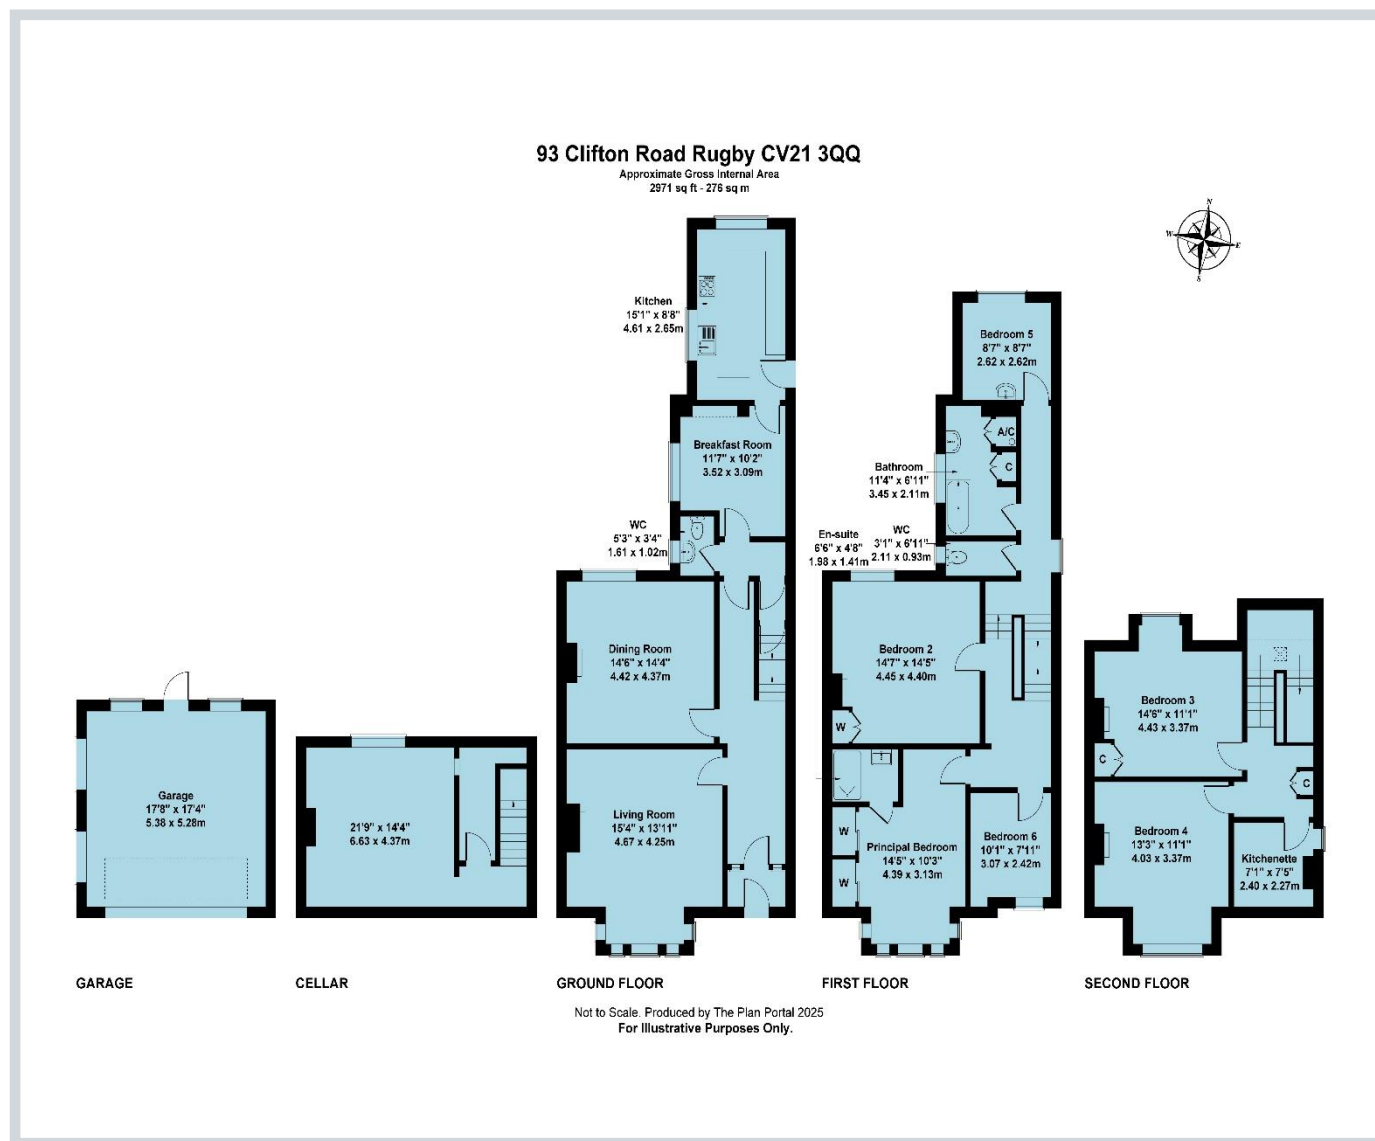 93 Clifton Road Rugby CV21 3QQ
Approximate Gross Internal Area
2971 sq ft - 276 sq m
N
W
E
S
Kitchen
15'1" x 8'8"
4.61 x 2.65m
Breakfast Room
11'7" x 10'2"
3.52 x 3.09m
WC
5'3" x 3'4"
1.61 x 1.02m
Dining Room
14'6" x 14'4"
4.42 x 4.37m
Living Room
15'4" x 13'11"
4.67 x 4.25m
Bedroom 5
8'7" x 8'7"
2.62 x 2.62m
A/C
C
Bathroom
11'4" x 6'11"
3.45 x 2.11m
WC
3'1" x 6'11"
2.11 x 0.93m
En-suite
6'6" x 4'8"
1.98 x 1.41m
Bedroom 2
14'7" x 14'5"
4.45 x 4.40m
W
W
W
Principal Bedroom
14'5" x 10'3"
4.39 x 3.13m
Bedroom 6
10'1" x 7'11"
3.07 x 2.42m
Bedroom 3
14'6" x 11'1"
4.43 x 3.37m
C
C
Bedroom 4
13'3" x 11'1"
4.03 x 3.37m
Kitchenette
7'1" x 7'5"
2.40 x 2.27m
Garage
17'8" x 17'4"
5.38 x 5.28m
21'9" x 14'4"
6.63 x 4.37m
GARAGE
CELLAR
GROUND FLOOR
FIRST FLOOR
SECOND FLOOR
Not to Scale. Produced by The Plan Portal 2025
For Illustrative Purposes Only.